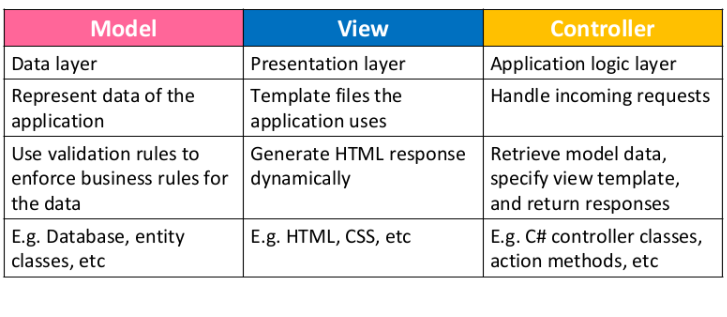 Model
View
Controller
Data layer
Presentation layer
Application logic layer
Represent data of the
application
Template files the
application uses
Handle incoming requests
Use validation rules to
enforce business rules for
the data
Generate HTML response
dynamically
Retrieve model data,
specify view template,
and return responses
E.g. Database, entity
classes, etc
E.g. HTML, CSS, etc
E.g. C# controller classes,
action methods, etc